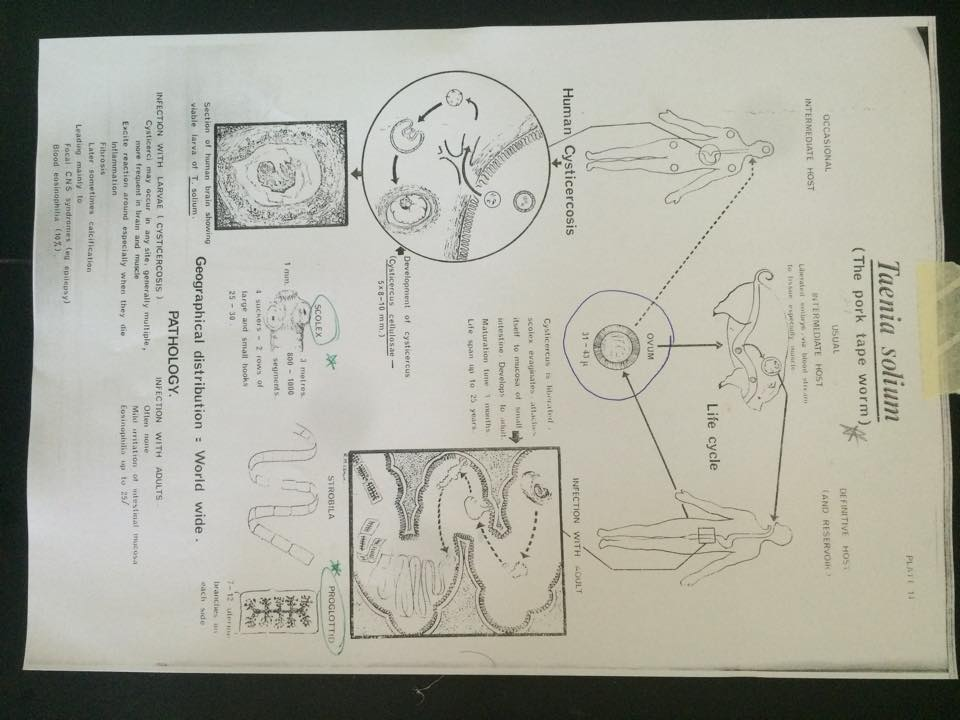 PLATE 14
Taenia Solium
(The pork tape worm)
OCCASIONAL
INTERMEDIATE HOST
USUAL
INTERMEDIATE HOST
Liberated embryo via blood stream
to tissue especially muscle
DEFINITIVE HOST
(AND RESERVOIR)
Life cycle
OVUM
31 - 43 µ
Human Cysticercosis
INFECTION WITH ADULT
Cysticercus is liberated,
scolex evaginates attaches
itself to mucosa of small
intestine. Develops to adult.
Maturation time 3 months
Life span up to 25 years.
Development of cysticercus
(Cysticercus cellulosae
5x8-10 mm.)
SCOLEX
1 mm.
4 suckers - 2 rows of
large and small hooks
25 - 30
3 metres.
800 - 1000
segments.
STROBILA
PROGLOTTID
7-12 uterine
branches on
each side
Section of human brain showing
viable larva of T. solium.
Geographical distribution = World wide.
PATHOLOGY.
INFECTION WITH LARVAE (CYSTICERCOSIS)
Cysticerci may occur in any site, generally multiple,
more frequent in brain and muscle
Excite reaction around especially when they die
Inflammation
Fibrosis
Later sometimes calcification
Leading mainly to
Focal CNS syndromes (eg epilepsy)
Blood eosinophilia (10%).
INFECTION WITH ADULTS
Often none
Mild irritation of intestinal mucosa
Eosinophilia up to 25/